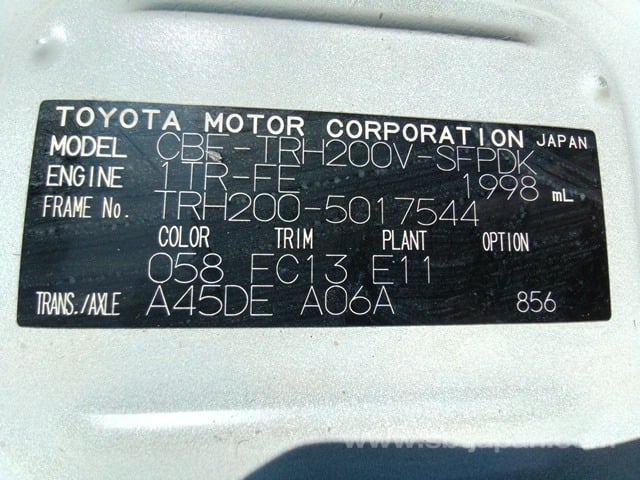 TOYOTA MOTOR CORPORATION JAPAN
MODEL CBF-TRH200V-SFPDK
ENGINE 1TR-FE 1998 mL
FRAME No. TRH200-5017544
COLOR TRIM PLANT OPTION
058 FC13 E11
TRANS./AXLE A45DE A06A 856